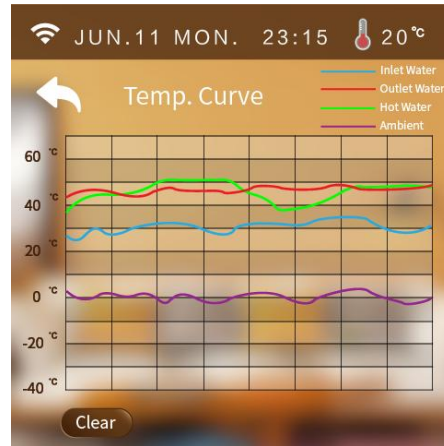 JUN.11 MON. 23:15 20℃
Inlet Water
Outlet Water
Temp. Curve
Hot Water
Ambient
60 ℃
40 ℃
20 ℃
0 ℃
-20 ℃
-40 ℃
Clear